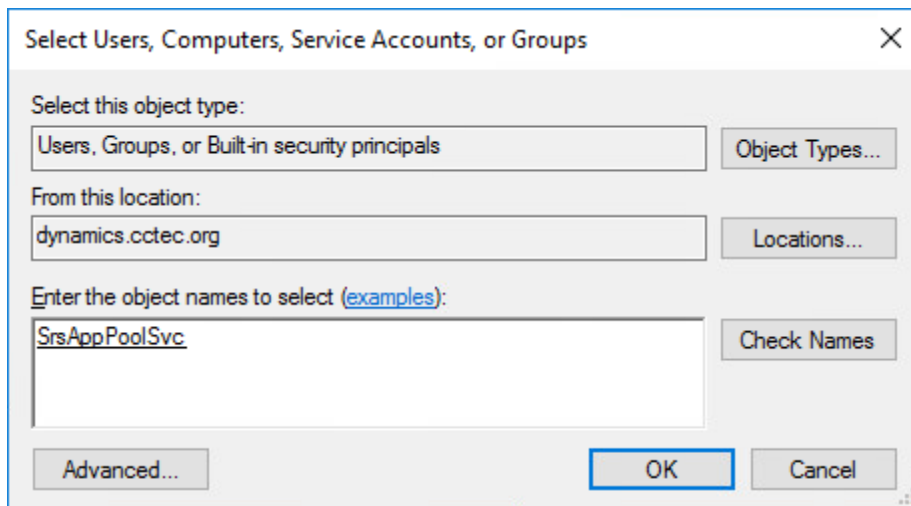 Select Users, Computers, Service Accounts, or Groups
Select this object type:
Users, Groups, or Built-in security principals
Object Types...
From this location:
dynamics.cctec.org
Locations...
Enter the object names to select (examples):
SrsAppPoolSvc
Check Names
Advanced...
OK
Cancel